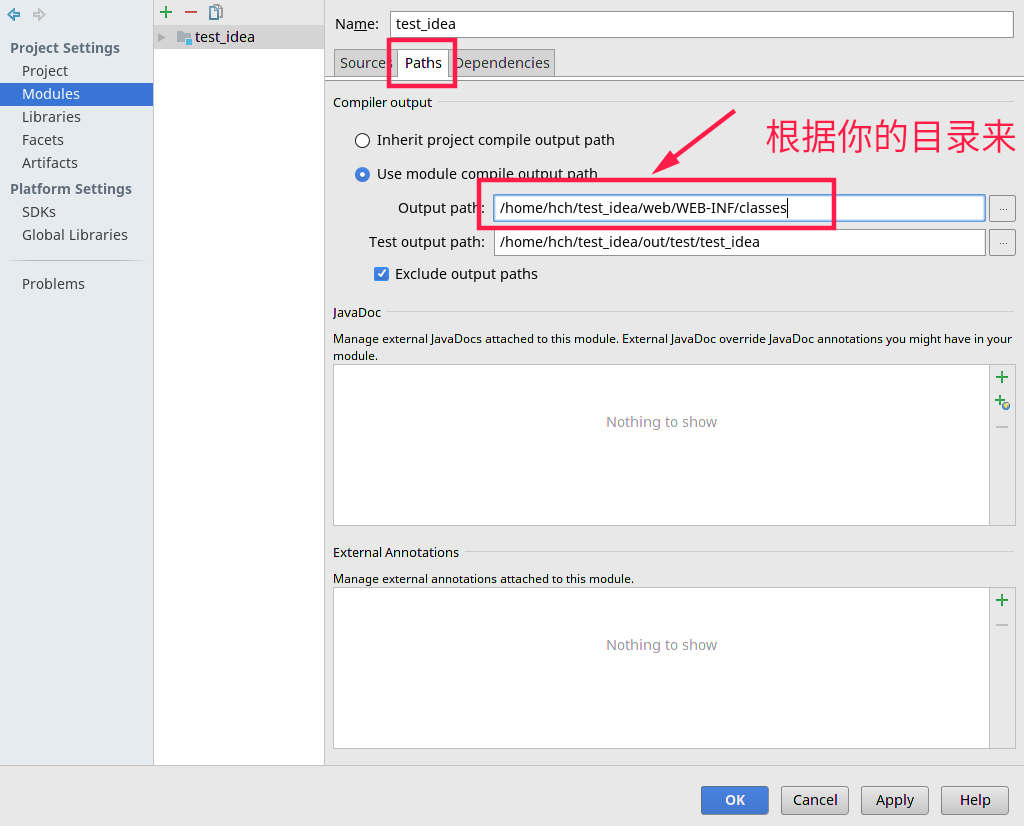 Project Settings
Project
Modules
Libraries
Facets
Artifacts
Platform Settings
SDKs
Global Libraries
Problems
test_idea
Name: test_idea
Sources Paths Dependencies
Compiler output
Inherit project compile output path
Use module compile output path
根据你的目录来
Output path: /home/hch/test_idea/web/WEB-INF/classes ...
Test output path: /home/hch/test_idea/out/test/test_idea ...
Exclude output paths
JavaDoc
Manage external JavaDocs attached to this module. External JavaDoc override JavaDoc annotations you might have in your
module.
Nothing to show
External Annotations
Manage external annotations attached to this module.
Nothing to show
OK Cancel Apply Help